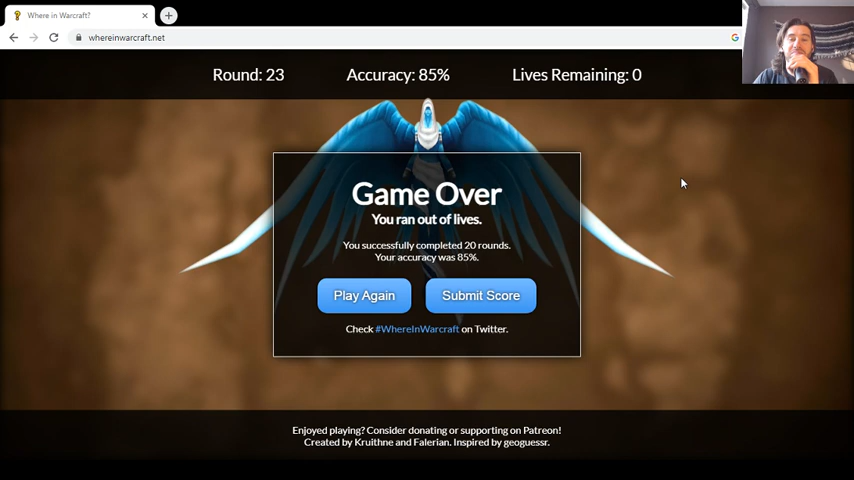 Where in Warcraft?
whereinwarcraft.net
Round: 23 Accuracy: 85% Lives Remaining: 0
Game Over
You ran out of lives.
You successfully completed 20 rounds.
Your accuracy was 85%.
Play Again Submit Score
Check #WhereInWarcraft on Twitter.
Enjoyed playing? Consider donating or supporting on Patreon!
Created by Kruithne and Falerian. Inspired by geoguessr.